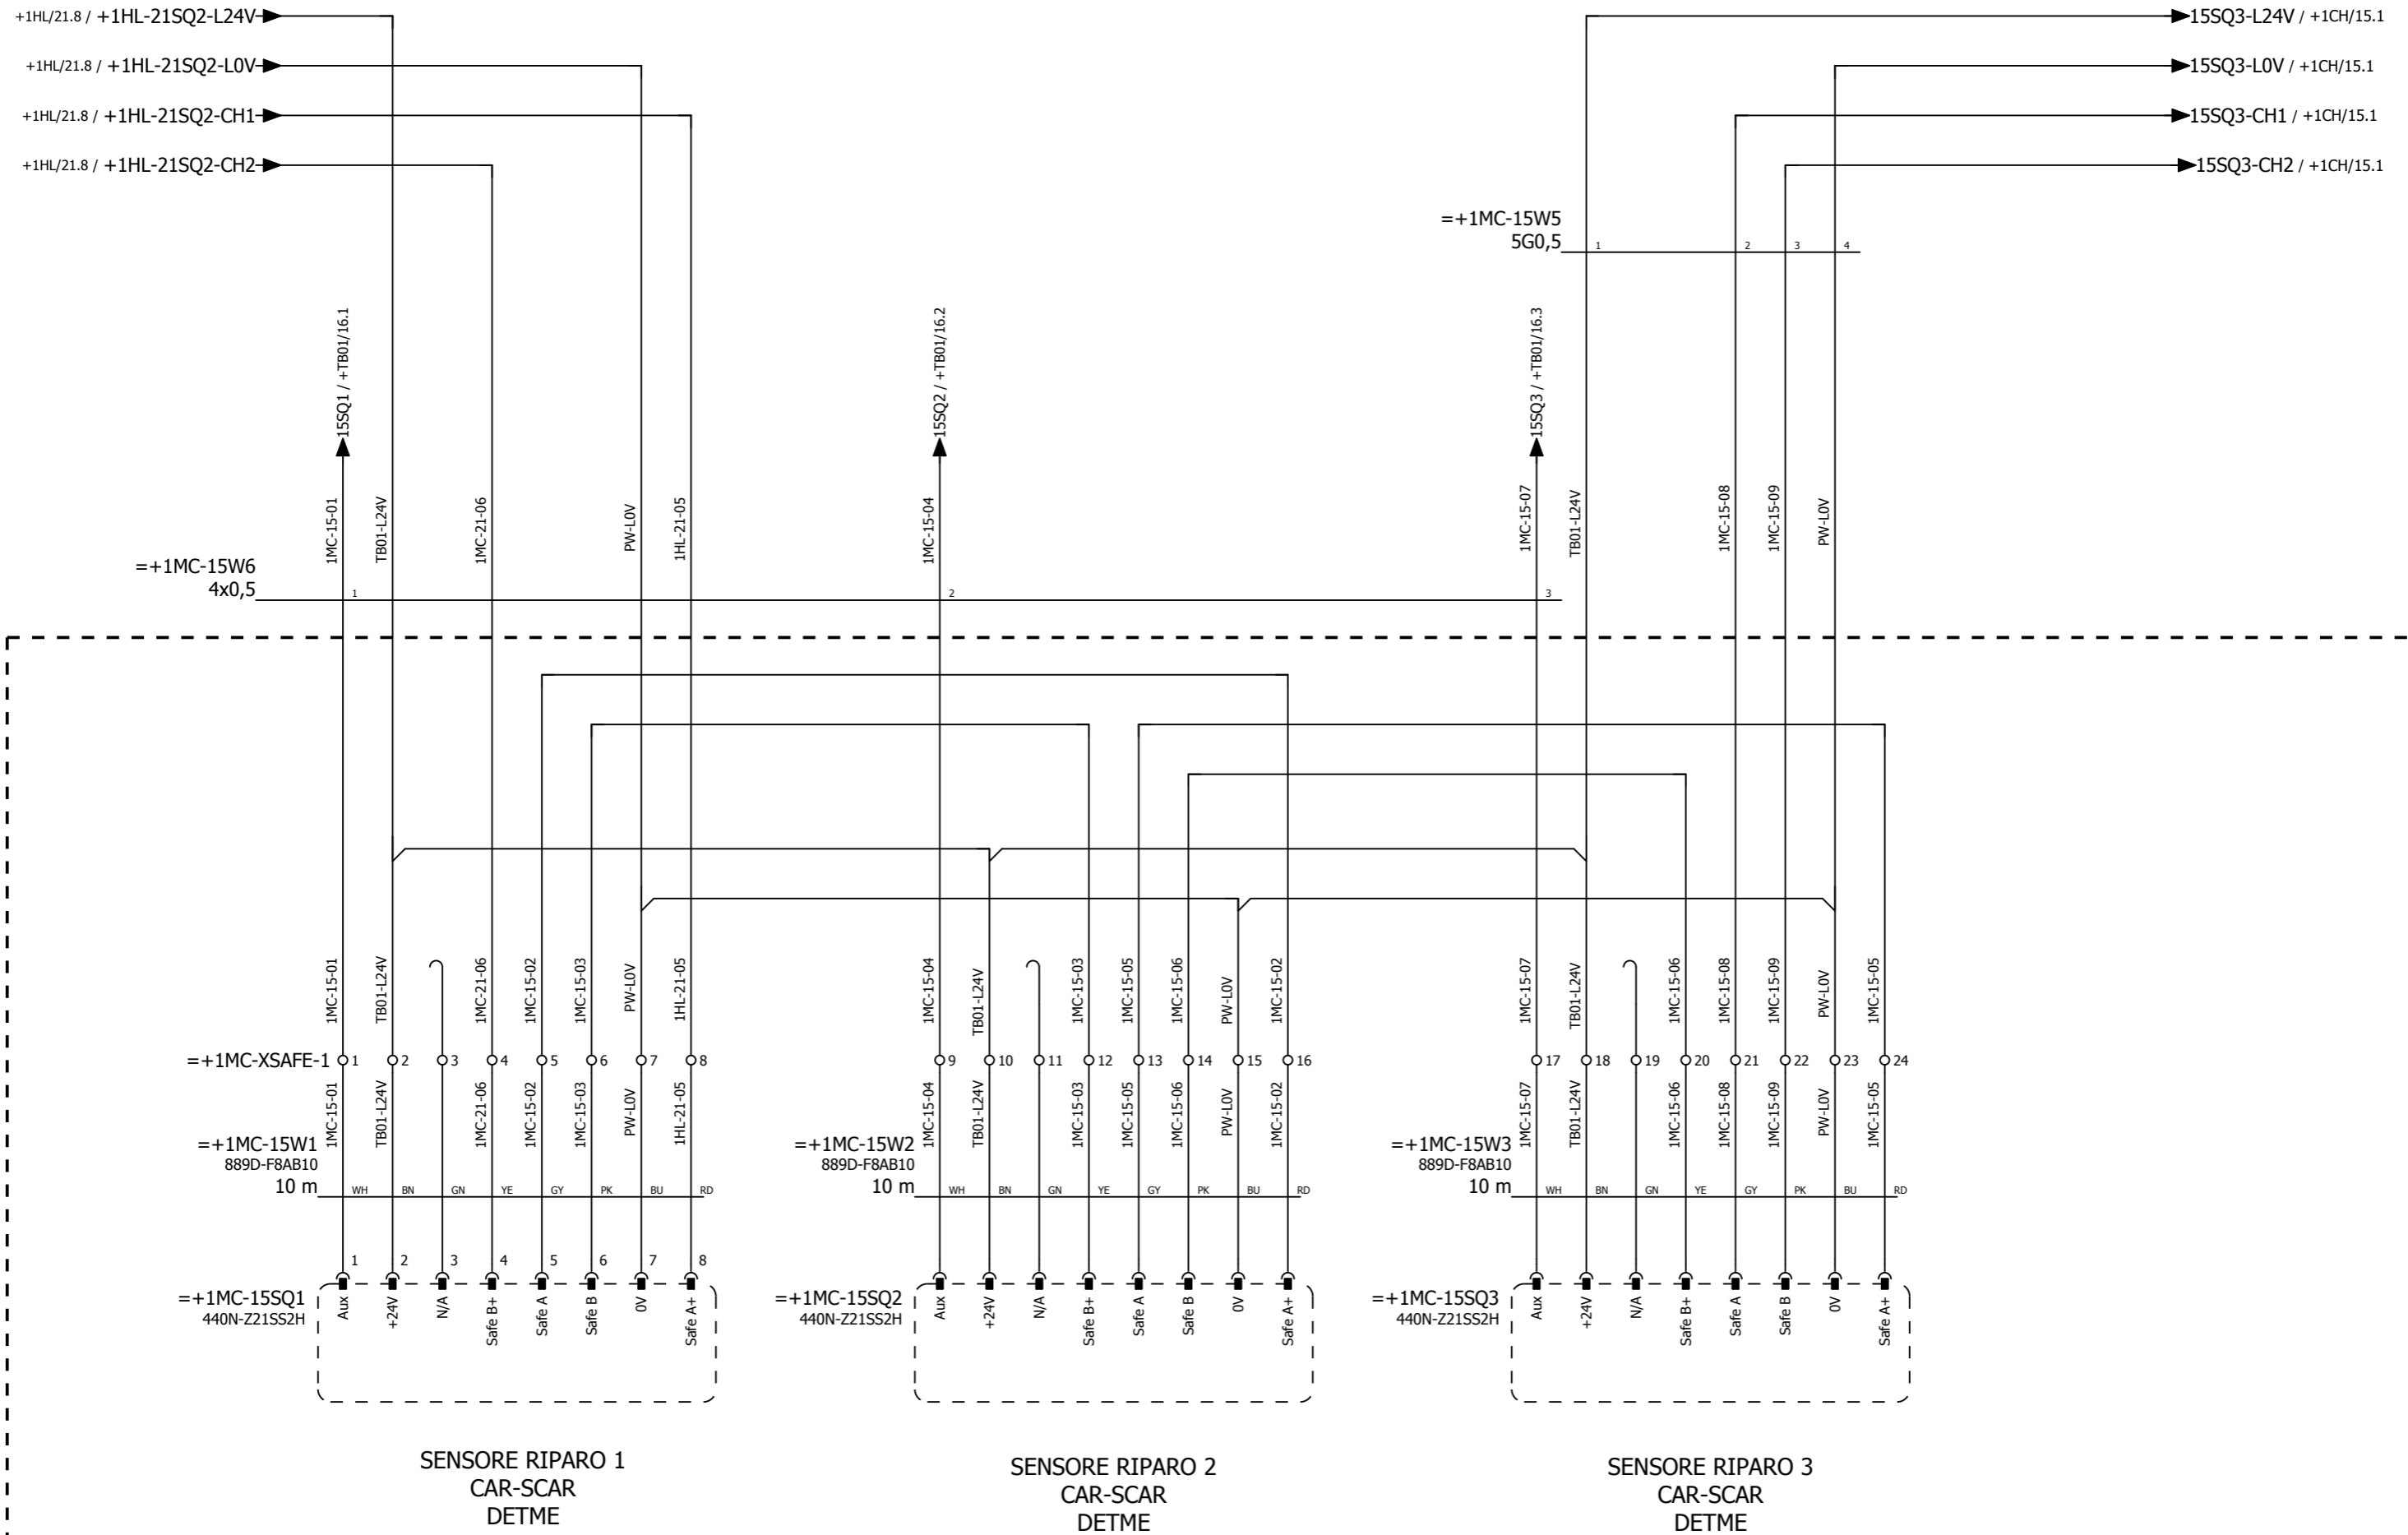 +1HL/21.8 / +1HL-21SQ2-L24V
+1HL/21.8 / +1HL-21SQ2-L0V
+1HL/21.8 / +1HL-21SQ2-CH1
+1HL/21.8 / +1HL-21SQ2-CH2
15SQ3-L24V / +1CH/15.1
15SQ3-L0V / +1CH/15.1
15SQ3-CH1 / +1CH/15.1
15SQ3-CH2 / +1CH/15.1
=+1MC-15W5
5G0,5
1 2 3 4
15SQ1 / +TB01/16.1
15SQ2 / +TB01/16.2
15SQ3 / +TB01/16.3
1MC-15-01
TB01-L24V
1MC-21-06
PW-L0V
1HL-21-05
1MC-15-04
1MC-15-07
TB01-L24V
1MC-15-08
1MC-15-09
PW-L0V
=+1MC-15W6
4x0,5
1 2 3
1MC-15-01
TB01-L24V
1MC-21-06
1MC-15-02
1MC-15-03
PW-L0V
1HL-21-05
1MC-15-04
TB01-L24V
1MC-15-03
1MC-15-05
1MC-15-06
PW-L0V
1MC-15-02
1MC-15-07
TB01-L24V
1MC-15-06
1MC-15-08
1MC-15-09
PW-L0V
1MC-15-05
=+1MC-XSAFE-1
1 2 3 4 5 6 7 8 9 10 11 12 13 14 15 16 17 18 19 20 21 22 23 24
1MC-15-01
TB01-L24V
1MC-21-06
1MC-15-02
1MC-15-03
PW-L0V
1HL-21-05
1MC-15-04
TB01-L24V
1MC-15-03
1MC-15-05
1MC-15-06
PW-L0V
1MC-15-02
1MC-15-07
TB01-L24V
1MC-15-06
1MC-15-08
1MC-15-09
PW-L0V
1MC-15-05
=+1MC-15W1
889D-F8AB10
10 m
WH BN GN YE GY PK BU RD
=+1MC-15W2
889D-F8AB10
10 m
WH BN GN YE GY PK BU RD
=+1MC-15W3
889D-F8AB10
10 m
WH BN GN YE GY PK BU RD
1 2 3 4 5 6 7 8
=+1MC-15SQ1
440N-Z21SS2H
Aux
+24V
N/A
Safe B+
Safe A
Safe B
0V
Safe A+
=+1MC-15SQ2
440N-Z21SS2H
Aux
+24V
N/A
Safe B+
Safe A
Safe B
0V
Safe A+
=+1MC-15SQ3
440N-Z21SS2H
Aux
+24V
N/A
Safe B+
Safe A
Safe B
0V
Safe A+
SENSORE RIPARO 1
CAR-SCAR
DETME
SENSORE RIPARO 2
CAR-SCAR
DETME
SENSORE RIPARO 3
CAR-SCAR
DETME